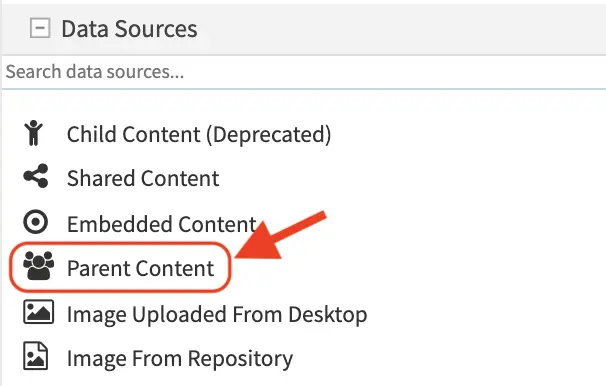 Data Sources
Search data sources...
Child Content (Deprecated)
Shared Content
Embedded Content
Parent Content
Image Uploaded From Desktop
Image From Repository